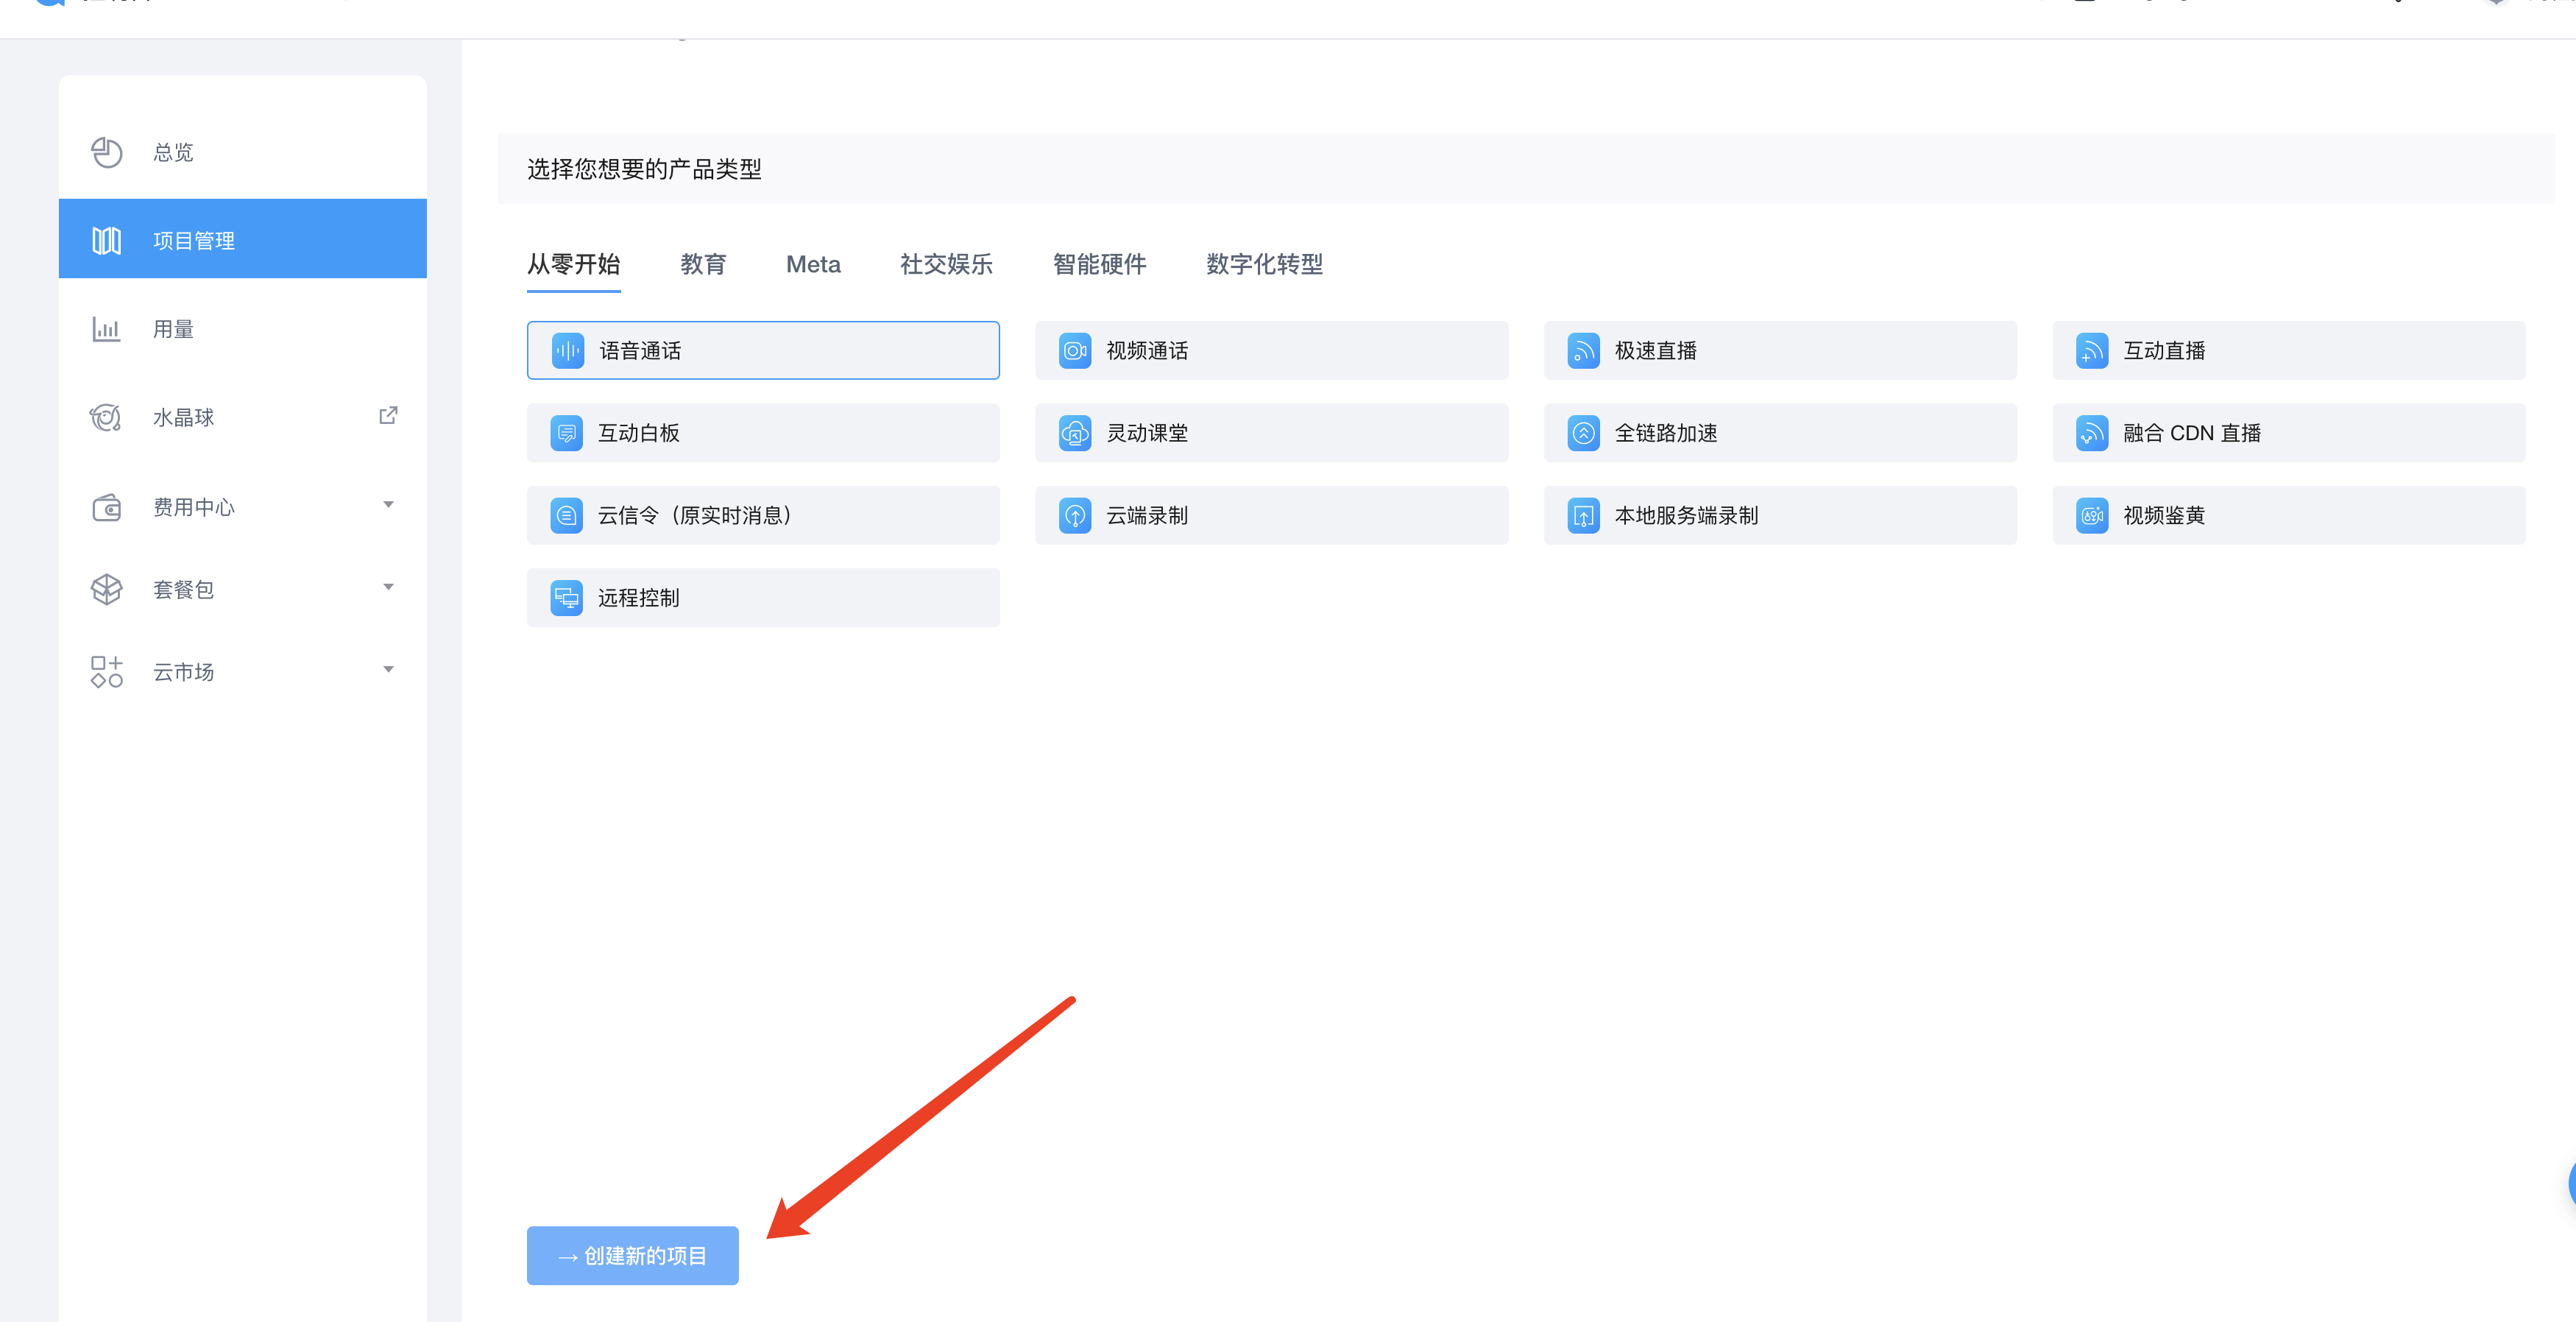 总览
项目管理
用量
水晶球
费用中心
套餐包
云市场
选择您想要的产品类型
从零开始 教育 Meta 社交娱乐 智能硬件 数字化转型
语音通话 视频通话 极速直播 互动直播
互动白板 灵动课堂 全链路加速 融合 CDN 直播
云信令（原实时消息） 云端录制 本地服务端录制 视频鉴黄
远程控制
→ 创建新的项目